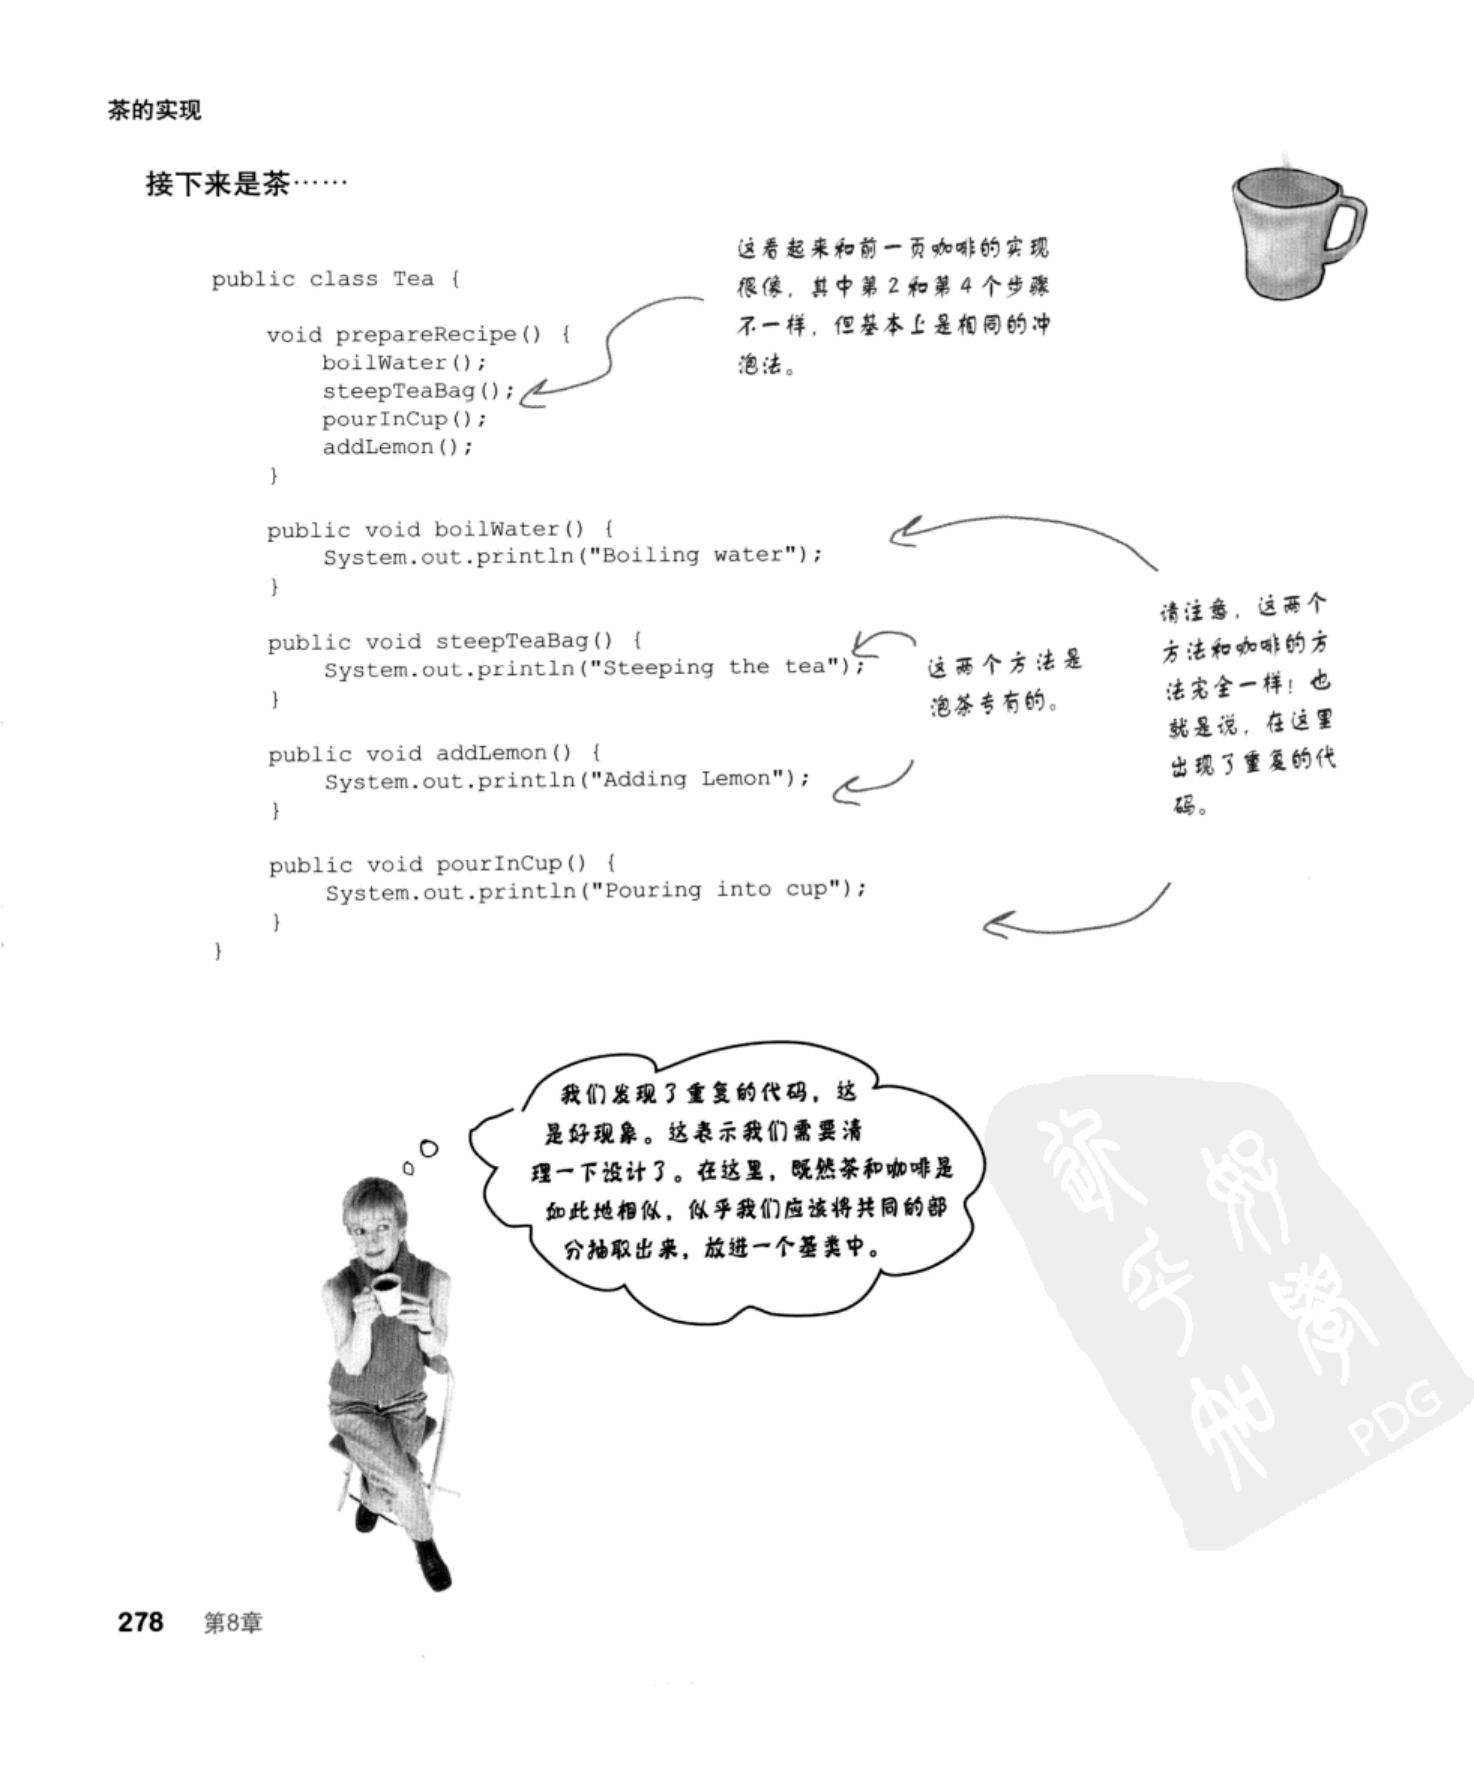 茶的实现
接下来是茶……
这看起来和前一页咖啡的实现
很像，其中第2和第4个步骤
不一样，但基本上是相同的冲
泡法。
public class Tea {
void prepareRecipe() {
boilWater();
steepTeaBag();
pourInCup();
addLemon();
}
public void boilWater() {
System.out.println("Boiling water");
}
public void steepTeaBag() {
System.out.println("Steeping the tea");
}
public void addLemon() {
System.out.println("Adding Lemon");
}
public void pourInCup() {
System.out.println("Pouring into cup");
}
}
这两个方法是
泡茶专有的。
请注意，这两个
方法和咖啡的方
法完全一样！也
就是说，在这里
出现了重复的代
码。
我们发现了重复的代码，这
是好现象。这表示我们需要清
理一下设计了。在这里，既然茶和咖啡是
如此地相似，似乎我们应该将共同的部
分抽取出来，放进一个基类中。
PDG
278 第8章